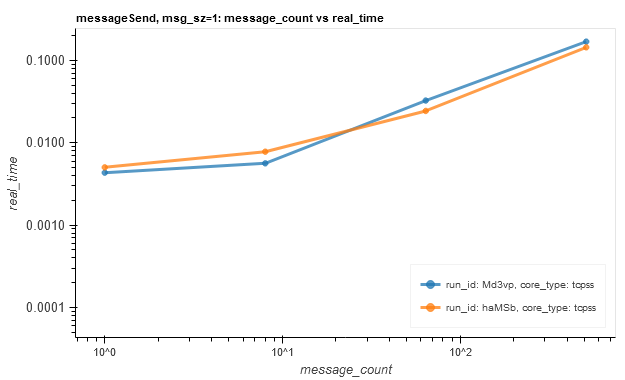 messageSend, msg_sz=1: message_count vs real_time
0.1000
0.0100
0.0010
0.0001
real_time
10^0
10^1
10^2
message_count
run_id: Md3vp, core_type: tcpss
run_id: haMSb, core_type: tcpss